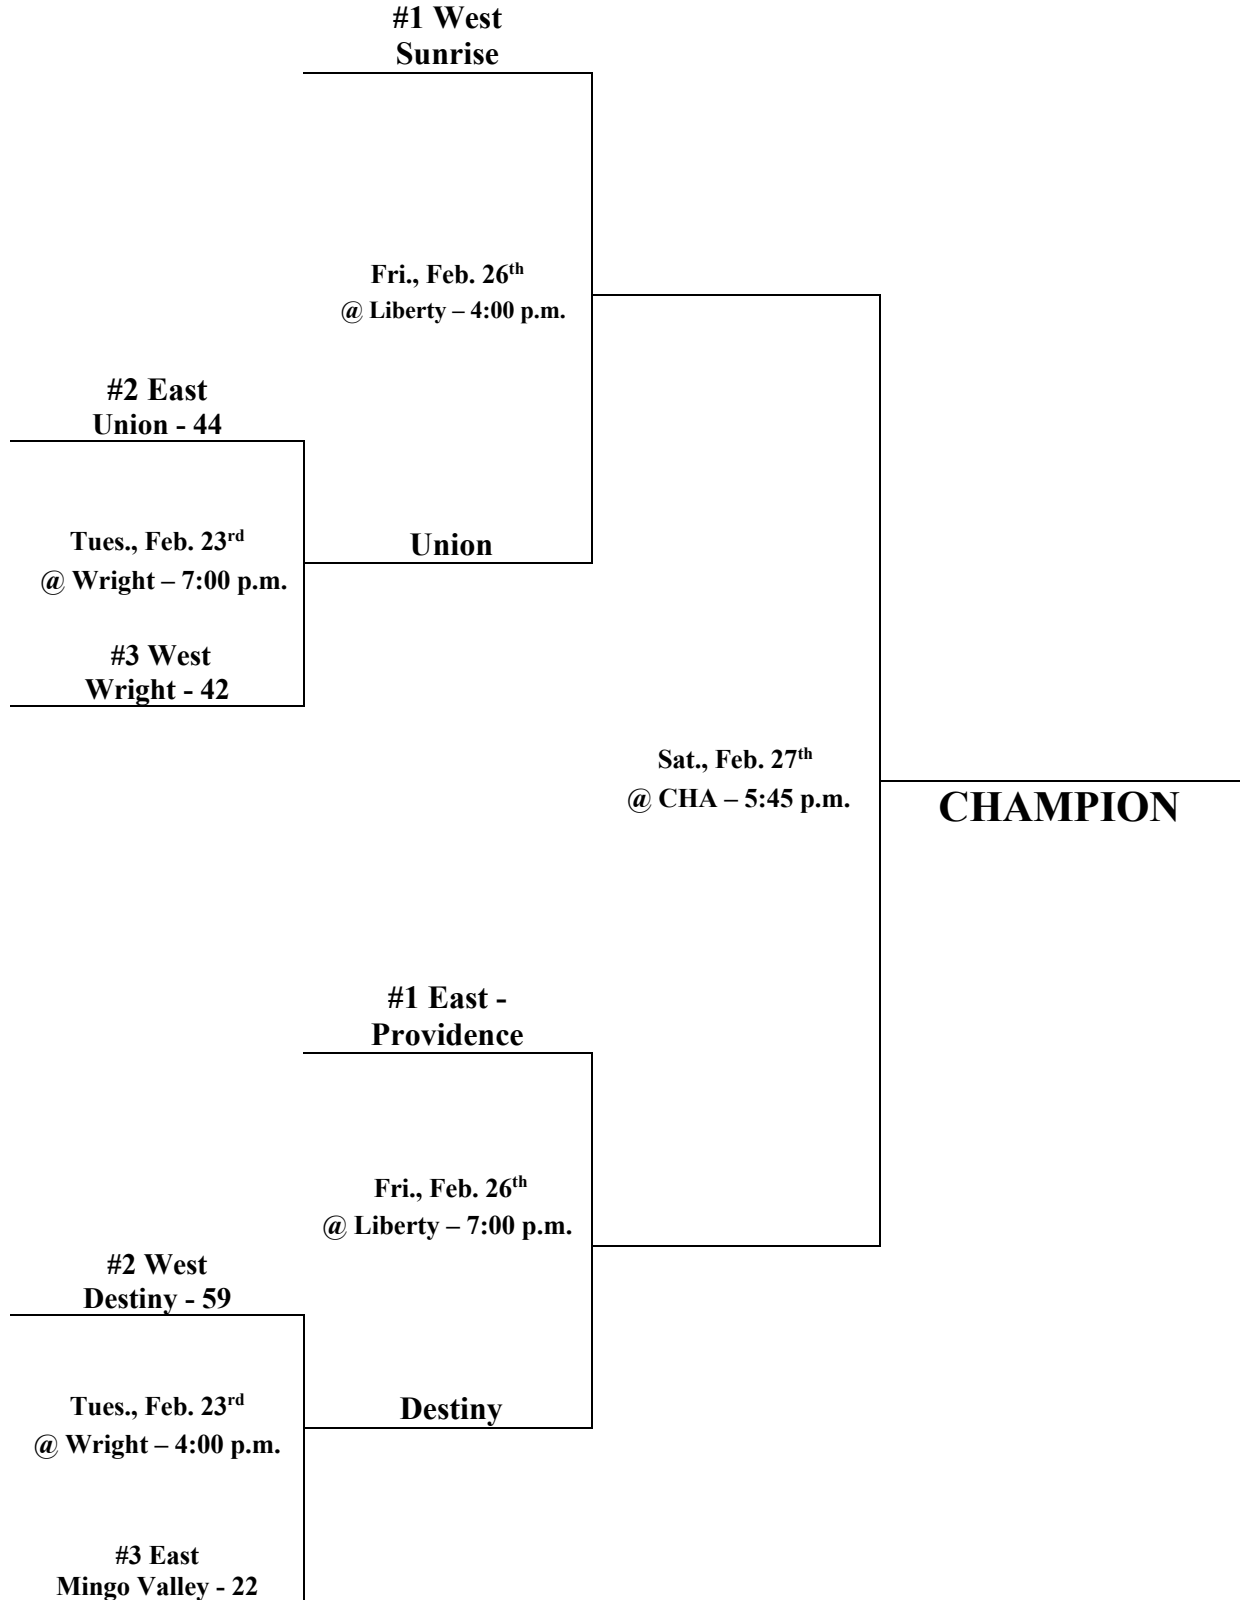 #1 West
Sunrise
Fri., Feb. 26th
@ Liberty – 4:00 p.m.
#2 East
Union - 44
Tues., Feb. 23rd
@ Wright – 7:00 p.m.
Union
#3 West
Wright - 42
Sat., Feb. 27th
@ CHA – 5:45 p.m.
CHAMPION
#1 East -
Providence
Fri., Feb. 26th
@ Liberty – 7:00 p.m.
#2 West
Destiny - 59
Tues., Feb. 23rd
@ Wright – 4:00 p.m.
Destiny
#3 East
Mingo Valley - 22